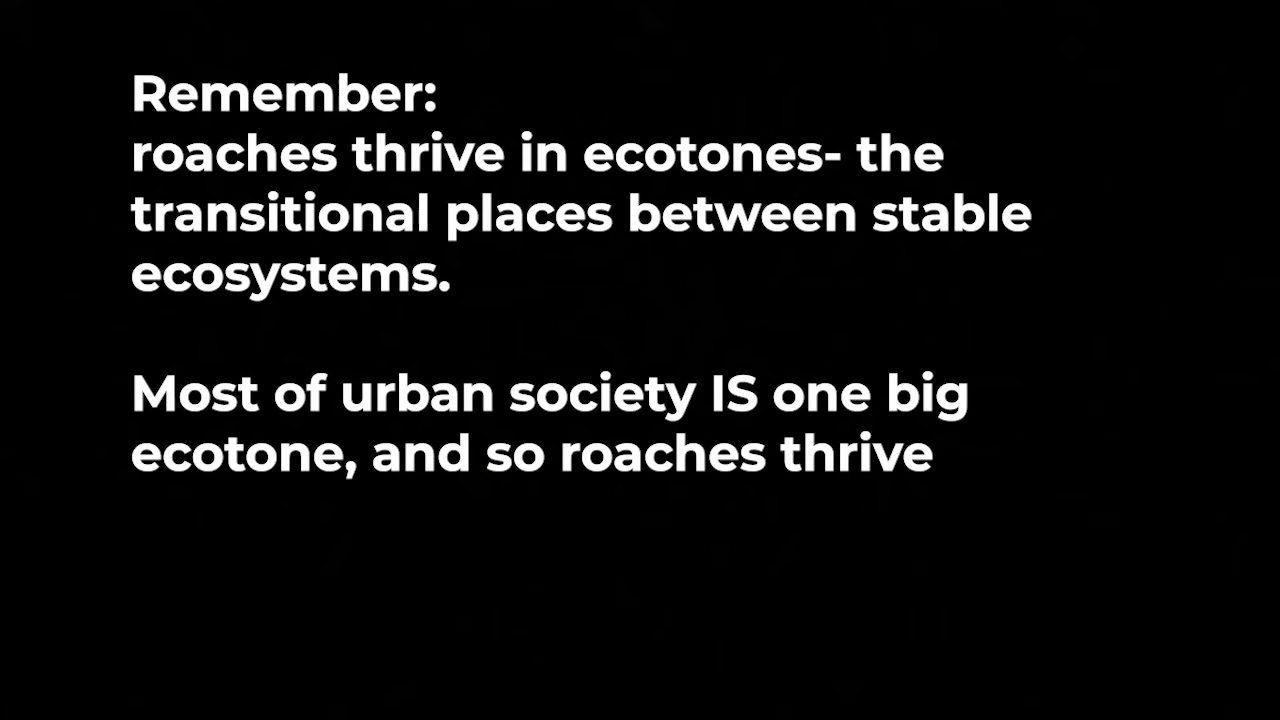 Remember:
roaches thrive in ecotones- the
transitional places between stable
ecosystems.
Most of urban society IS one big
ecotone, and so roaches thrive